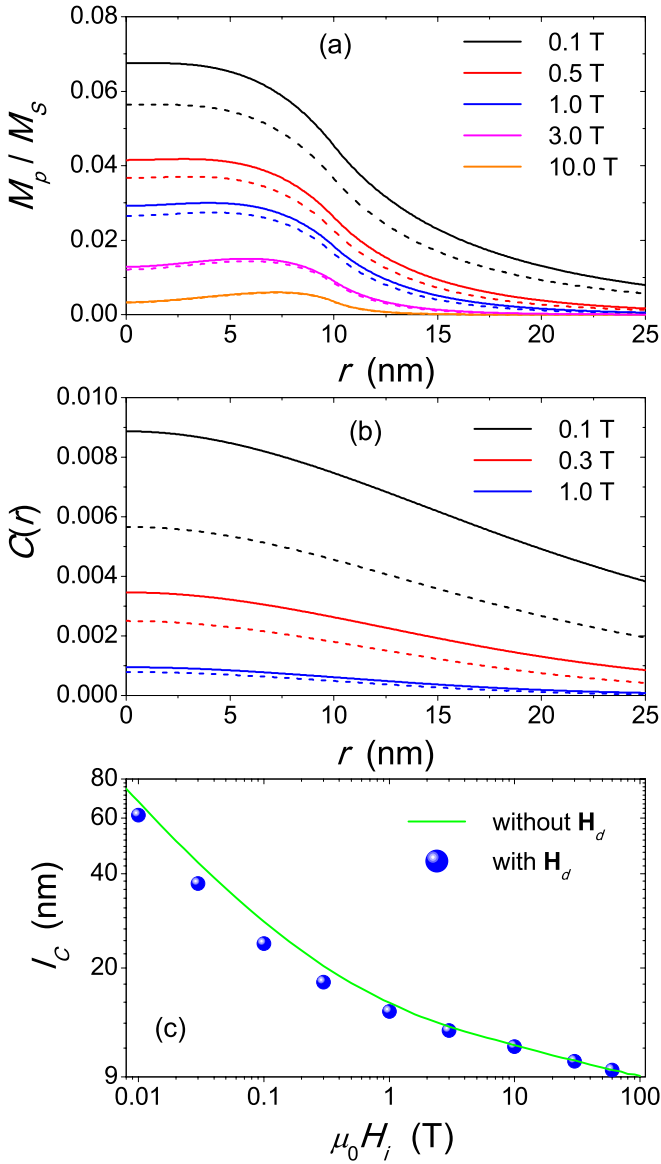 0.08
0.06
0.04
0.02
0.00
M_p / M_S
(a)
0.1 T
0.5 T
1.0 T
3.0 T
10.0 T
0 5 10 15 20 25
r (nm)
0.010
0.008
0.006
0.004
0.002
0.000
C(r)
(b)
0.1 T
0.3 T
1.0 T
0 5 10 15 20 25
r (nm)
80
60
40
20
9
l_C (nm)
without H_d
with H_d
(c)
0.01 0.1 1 10 100
μ_0H_i (T)